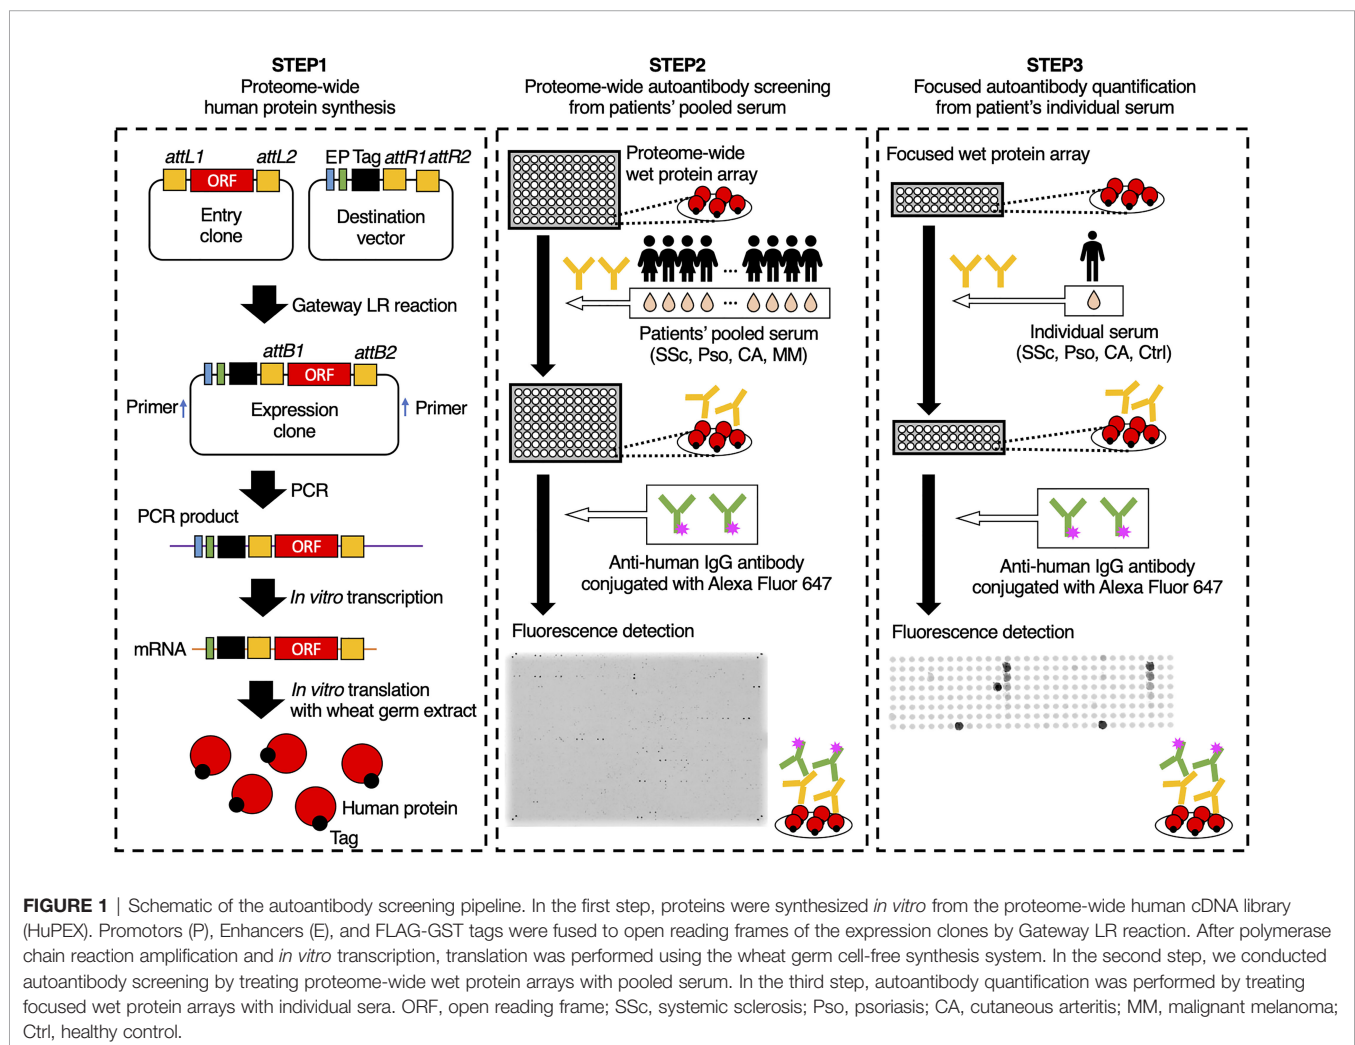 STEP1
Proteome-wide
human protein synthesis
attL1
attL2
ORF
Entry
clone
EP Tag attR1 attR2
Destination
vector
Gateway LR reaction
attB1
attB2
ORF
Primer
Expression
clone
Primer
PCR
PCR product
ORF
In vitro transcription
mRNA
ORF
In vitro translation
with wheat germ extract
Human protein
Tag
STEP2
Proteome-wide autoantibody screening
from patients' pooled serum
Proteome-wide
wet protein array
...
...
Patients' pooled serum
(SSc, Pso, CA, MM)
Anti-human IgG antibody
conjugated with Alexa Fluor 647
Fluorescence detection
STEP3
Focused autoantibody quantification
from patient's individual serum
Focused wet protein array
Individual serum
(SSc, Pso, CA, Ctrl)
Anti-human IgG antibody
conjugated with Alexa Fluor 647
Fluorescence detection
FIGURE 1 | Schematic of the autoantibody screening pipeline. In the first step, proteins were synthesized in vitro from the proteome-wide human cDNA library
(HuPEX). Promotors (P), Enhancers (E), and FLAG-GST tags were fused to open reading frames of the expression clones by Gateway LR reaction. After polymerase
chain reaction amplification and in vitro transcription, translation was performed using the wheat germ cell-free synthesis system. In the second step, we conducted
autoantibody screening by treating proteome-wide wet protein arrays with pooled serum. In the third step, autoantibody quantification was performed by treating
focused wet protein arrays with individual sera. ORF, open reading frame; SSc, systemic sclerosis; Pso, psoriasis; CA, cutaneous arteritis; MM, malignant melanoma;
Ctrl, healthy control.